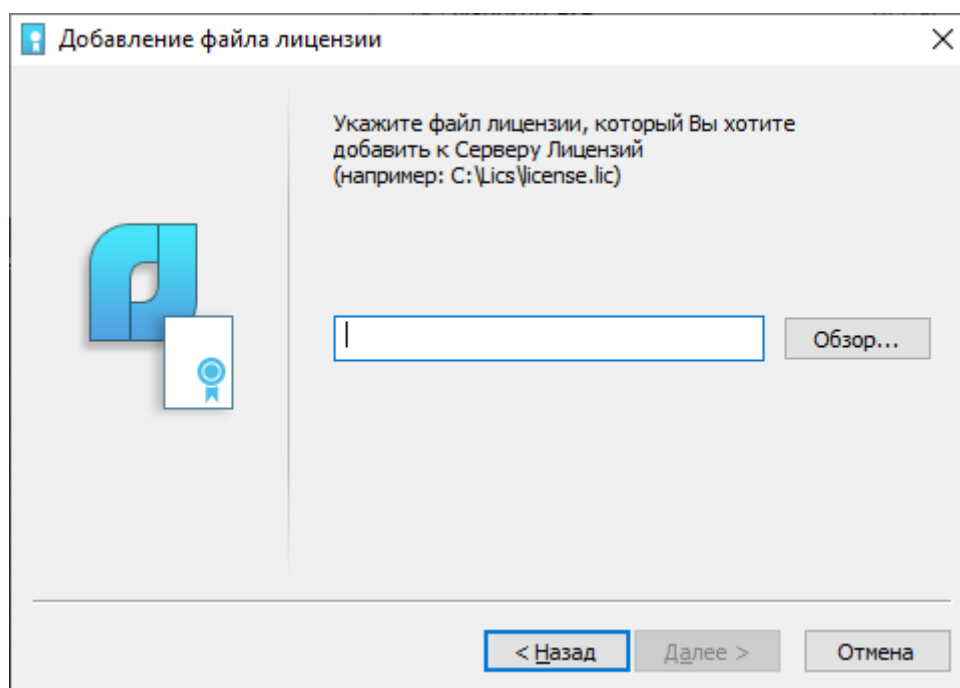 Добавление файла лицензии
Укажите файл лицензии, который Вы хотите
добавить к Серверу Лицензий
(например: C:\Lics\license.lic)
Обзор...
< Назад
Далее >
Отмена